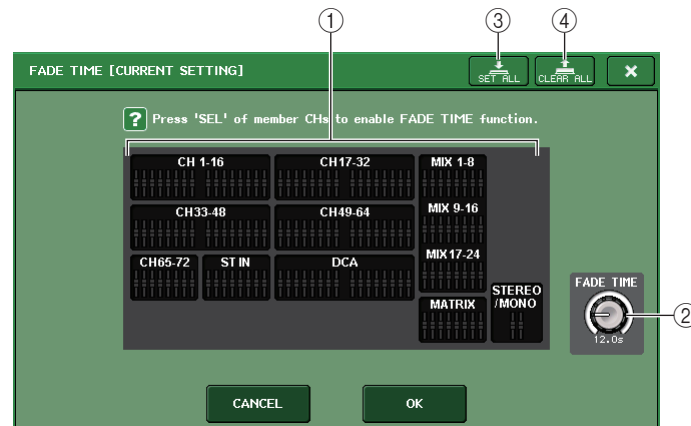 ①
③
④
FADE TIME [CURRENT SETTING]
SET ALL
CLEAR ALL
×
? Press 'SEL' of member CHs to enable FADE TIME function.
CH 1-16
CH17-32
MIX 1-8
CH33-48
CH49-64
MIX 9-16
CH65-72
ST IN
DCA
MIX17-24
MATRIX
STEREO
/MONO
FADE TIME
②
12.0s
CANCEL
OK